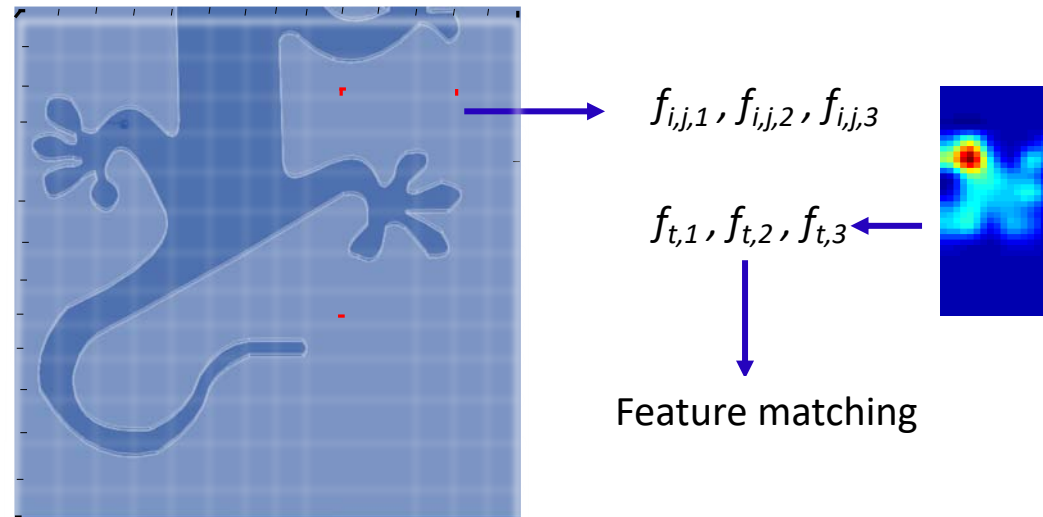 f_{i,j,1} , f_{i,j,2} , f_{i,j,3}
f_{t,1} , f_{t,2} , f_{t,3}
Feature matching